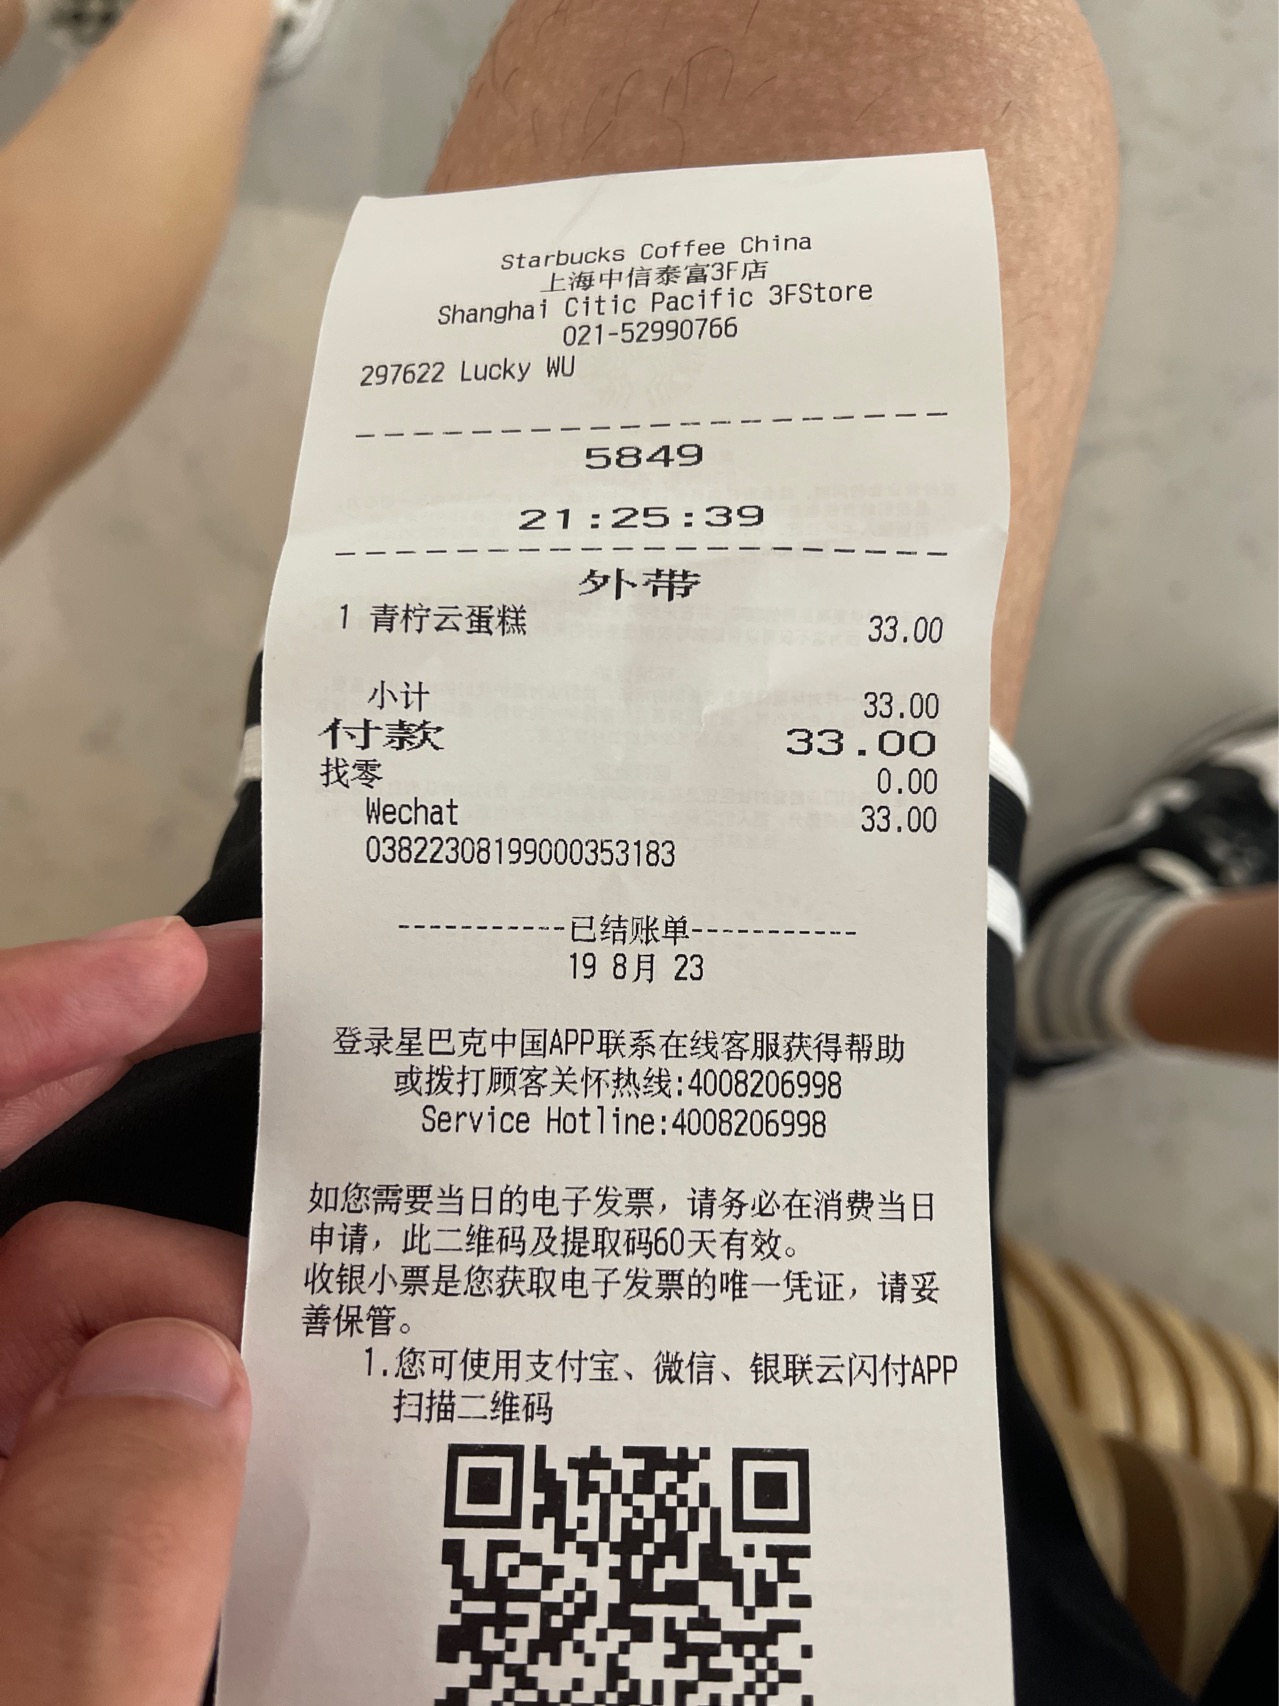 Starbucks Coffee China
上海中信泰富3F店
Shanghai Citic Pacific 3FStore
021-52990766
297622 Lucky WU
--------------------
5849
21:25:39
--------------------
外带
1 青柠云蛋糕 33.00
小计 33.00
付款 33.00
找零 0.00
Wechat 33.00
03822308199000353183
-----------已结账单-----------
19 8月 23
登录星巴克中国APP联系在线客服获得帮助
或拨打顾客关怀热线:4008206998
Service Hotline:4008206998
如您需要当日的电子发票，请务必在消费当日
申请，此二维码及提取码60天有效。
收银小票是您获取电子发票的唯一凭证，请妥
善保管。
1.您可使用支付宝、微信、银联云闪付APP
扫描二维码